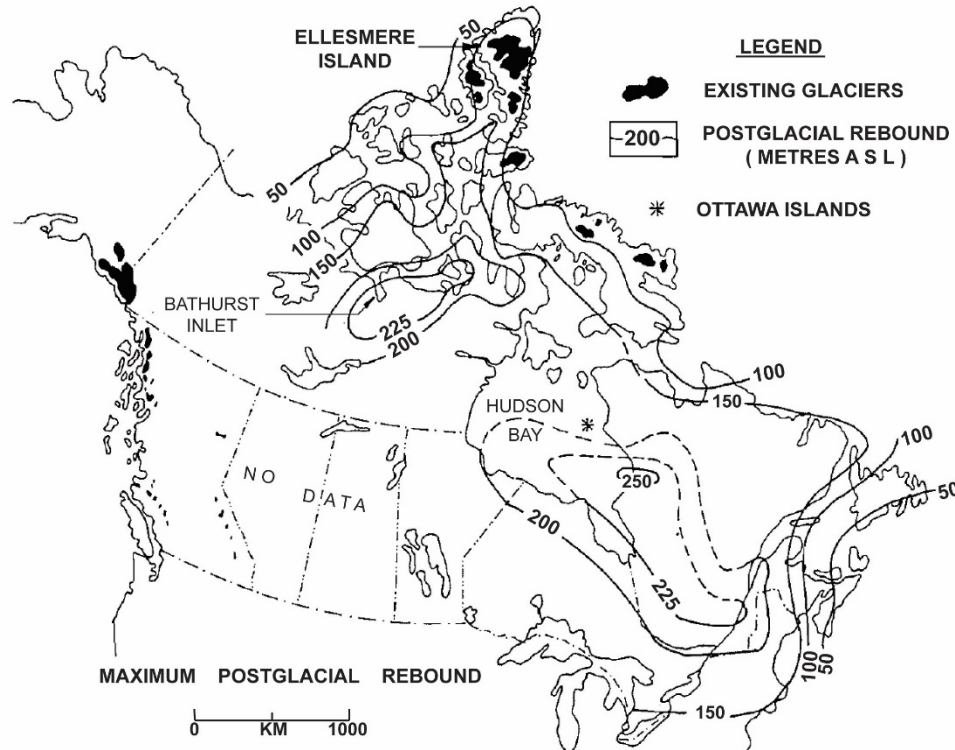 50
ELLESMERE
ISLAND
LEGEND
EXISTING GLACIERS
200
POSTGLACIAL REBOUND
( METRES A S L )
OTTAWA ISLANDS
50
100
150
BATHURST
INLET
225
200
100
150
HUDSON
BAY
100
50
250
NO DATA
200
225
100
50
150
MAXIMUM POSTGLACIAL REBOUND
0 KM 1000